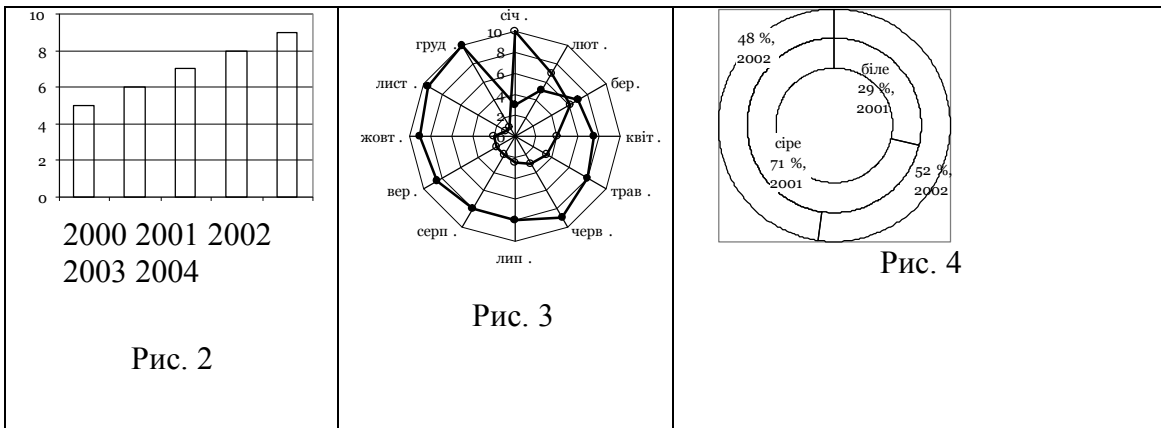 10
8
6
4
2
0
2000 2001 2002
2003 2004
Рис. 2
січ .
лют .
бер.
квіт .
трав .
черв .
лип .
серп .
вер .
жовт .
лист .
груд .
10
8
6
4
2
0
Рис. 3
48 %,
2002
біле
29 %,
2001
сіре
71 %,
2001
52 %,
2002
Рис. 4